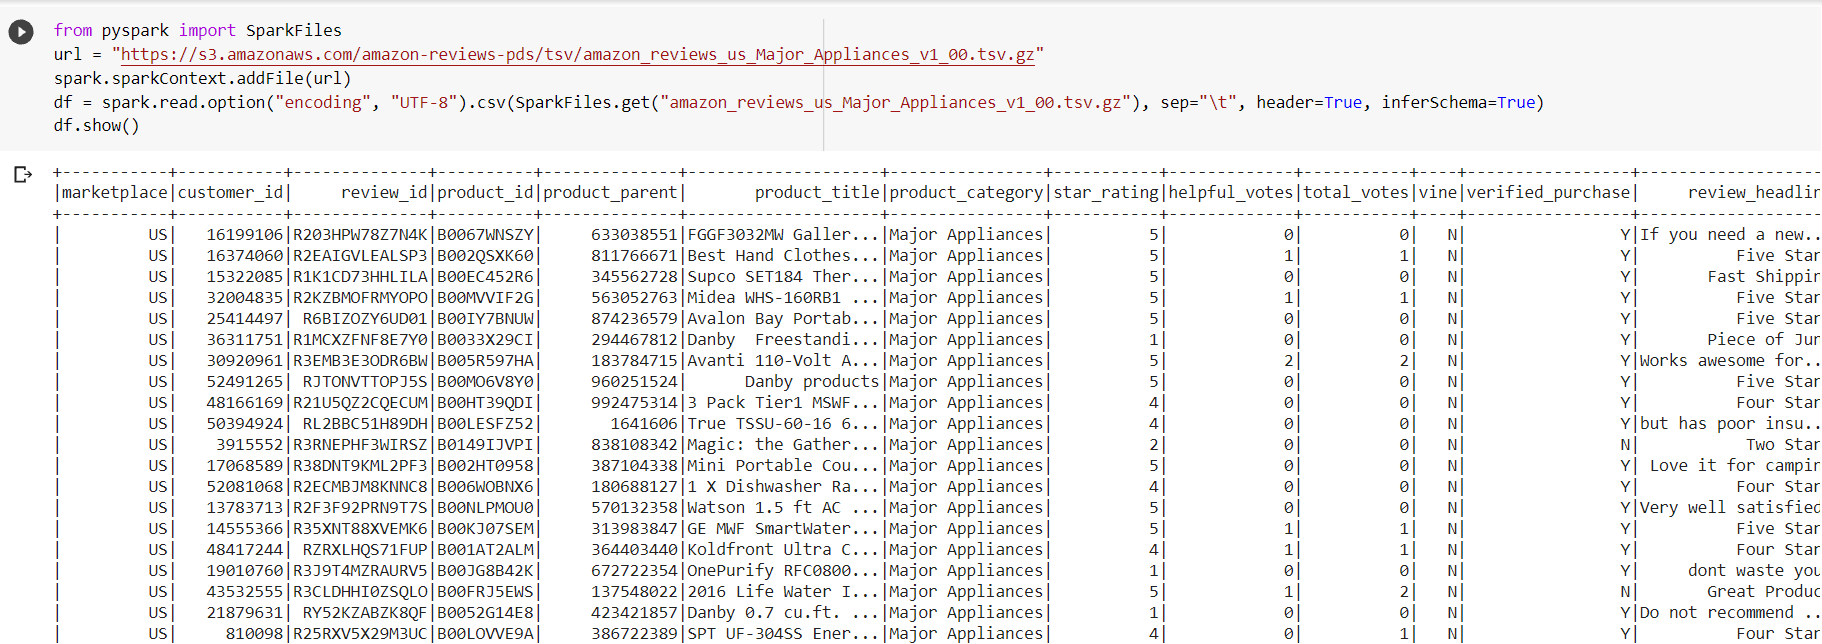 from pyspark import SparkFiles
url = "https://s3.amazonaws.com/amazon-reviews-pds/tsv/amazon_reviews_us_Major_Appliances_v1_00.tsv.gz"
spark.sparkContext.addFile(url)
df = spark.read.option("encoding", "UTF-8").csv(SparkFiles.get("amazon_reviews_us_Major_Appliances_v1_00.tsv.gz"), sep="\t", header=True, inferSchema=True)
df.show()
+-----------+-----------+--------------+----------+--------------+--------------------+----------------+-----------+-------------+-----------+----+-----------------+-------------------
|marketplace|customer_id|     review_id|product_id|product_parent|       product_title|product_category|star_rating|helpful_votes|total_votes|vine|verified_purchase|     review_headlin
+-----------+-----------+--------------+----------+--------------+--------------------+----------------+-----------+-------------+-----------+----+-----------------+-------------------
|         US|   16199106|R203HPW78Z7N4K|B0067WNSZY|     633038551|FGGF3032MW Galler...|Major Appliances|          5|            0|          0|   N|                Y|If you need a new..
|         US|   16374060|R2EAIGVLEALSP3|B002QSXK60|     811766671|Best Hand Clothes...|Major Appliances|          5|            1|          1|   N|                Y|          Five Star
|         US|   15322085|R1K1CD73HHLILA|B00EC452R6|     345562728|Supco SET184 Ther...|Major Appliances|          5|            0|          0|   N|                Y|       Fast Shippin
|         US|   32004835|R2KZBMOFRMYOPO|B00MVVIF2G|     563052763|Midea WHS-160RB1 ...|Major Appliances|          5|            1|          1|   N|                Y|          Five Star
|         US|   25414497| R6BIZOZY6UD01|B00IY7BNUW|     874236579|Avalon Bay Portab...|Major Appliances|          5|            0|          0|   N|                Y|          Five Star
|         US|   36311751|R1MCXZFNF8E7Y0|B0033X29CI|     294467812|Danby  Freestandi...|Major Appliances|          1|            0|          0|   N|                Y|       Piece of Jun
|         US|   30920961|R3EMB3E3ODR6BW|B005R597HA|     183784715|Avanti 110-Volt A...|Major Appliances|          5|            2|          2|   N|                Y|Works awesome for..
|         US|   52491265| RJTONVTTOPJ5S|B00MO6V8Y0|     960251524|      Danby products|Major Appliances|          5|            0|          0|   N|                Y|          Five Star
|         US|   48166169|R21U5QZ2CQECUM|B00HT39QDI|     992475314|3 Pack Tier1 MSWF...|Major Appliances|          4|            0|          0|   N|                Y|          Four Star
|         US|   50394924| RL2BBC51H89DH|B00LESFZ52|       1641606|True TSSU-60-16 6...|Major Appliances|          4|            0|          0|   N|                Y|but has poor insu..
|         US|    3915552|R3RNEPHF3WIRSZ|B0149IJVPI|     838108342|Magic: the Gather...|Major Appliances|          2|            0|          0|   N|                N|           Two Star
|         US|   17068589|R38DNT9KML2PF3|B002HT0958|     387104338|Mini Portable Cou...|Major Appliances|          5|            0|          0|   N|                Y| Love it for campin
|         US|   52081068|R2ECMBJM8KNNC8|B006WOBNX6|     180688127|1 X Dishwasher Ra...|Major Appliances|          4|            0|          0|   N|                Y|          Four Star
|         US|   13783713|R2F3F92PRN9T7S|B00NLPMOU0|     570132358|Watson 1.5 ft AC ...|Major Appliances|          5|            0|          0|   N|                Y|Very well satisfied
|         US|   14555366|R35XNT88XVEMK6|B00KJ07SEM|     313983847|GE MWF SmartWater...|Major Appliances|          5|            1|          1|   N|                Y|          Five Star
|         US|   48417244| RZRXLHQS71FUP|B001AT2ALM|     364403440|Koldfront Ultra C...|Major Appliances|          4|            1|          1|   N|                Y|          Four Star
|         US|   19010760|R3J9T4MZRAURV5|B00JG8B42K|     672722354|OnePurify RFC0800...|Major Appliances|          1|            0|          0|   N|                Y|     dont waste you
|         US|   43532555|R3CLDHHI0ZSQLO|B00FRJ5EWS|     137548022|2016 Life Water I...|Major Appliances|          5|            1|          2|   N|                N|       Great Produc
|         US|   21879631| RY52KZABZK8QF|B0052G14E8|     423421857|Danby 0.7 cu.ft. ...|Major Appliances|          1|            0|          0|   N|                Y|Do not recommend ..
|         US|     810098|R25RXV5X29M3UC|B00LOVVE9A|     386722389|SPT UF-304SS Ener...|Major Appliances|          4|            0|          1|   N|                Y|          Four Star